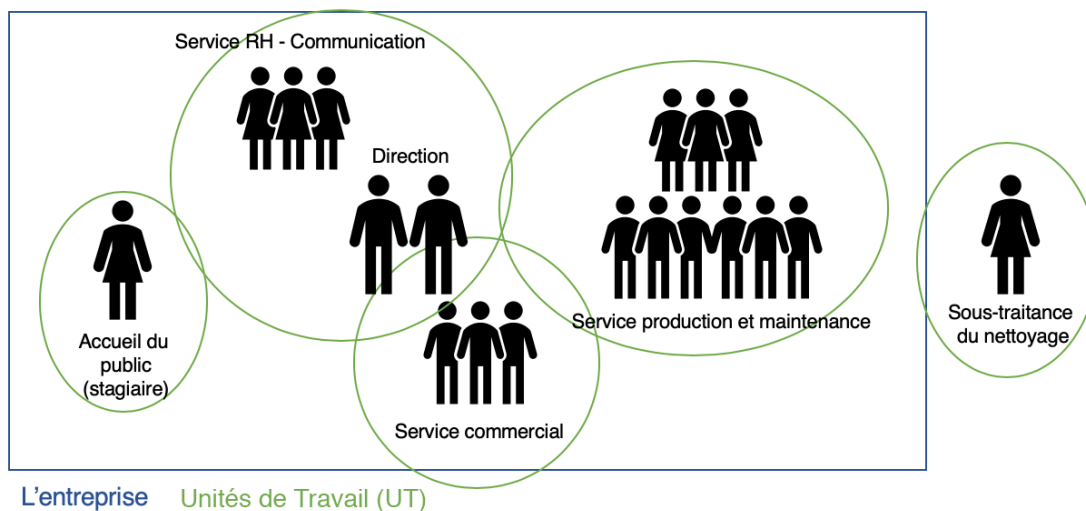 Service RH - Communication
Direction
Accueil du
public
(stagiaire)
Service production et maintenance
Service commercial
Sous-traitance
du nettoyage
L'entreprise
Unités de Travail (UT)